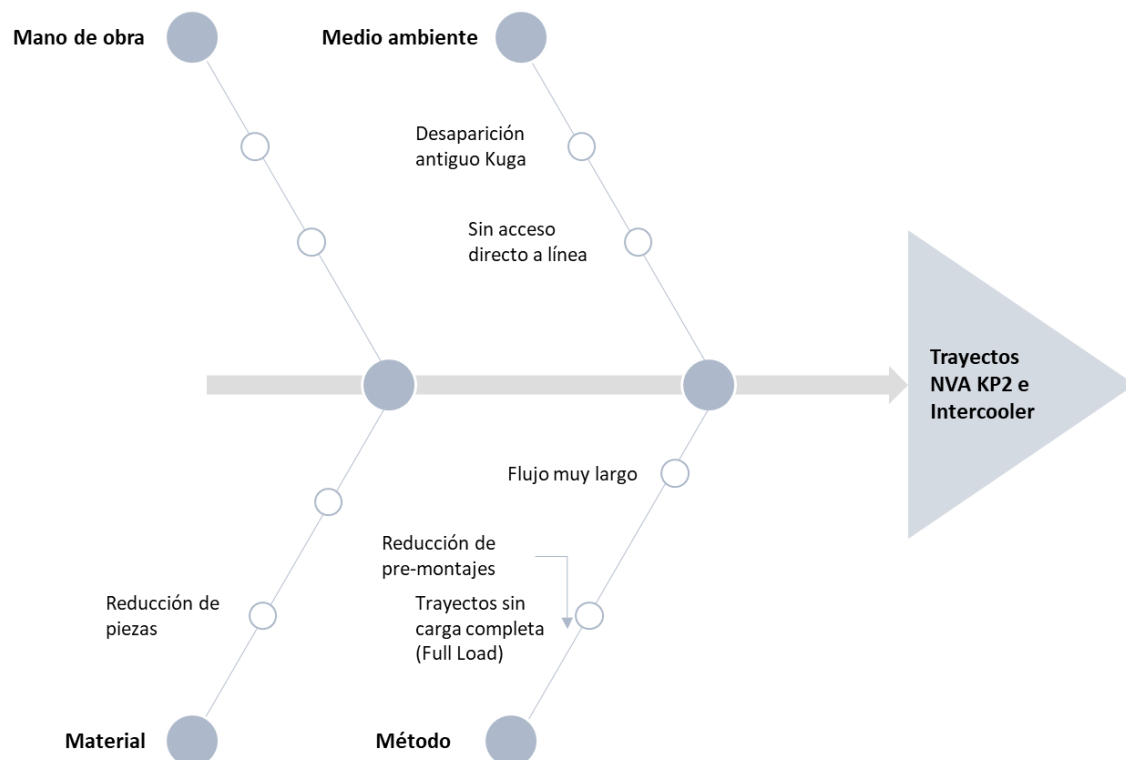 Mano de obra
Medio ambiente
Desaparición
antiguo Kuga
Sin acceso
directo a línea
Trayectos
NVA KP2 e
Intercooler
Flujo muy largo
Reducción de
pre-montajes
Trayectos sin
carga completa
(Full Load)
Reducción de
piezas
Material
Método